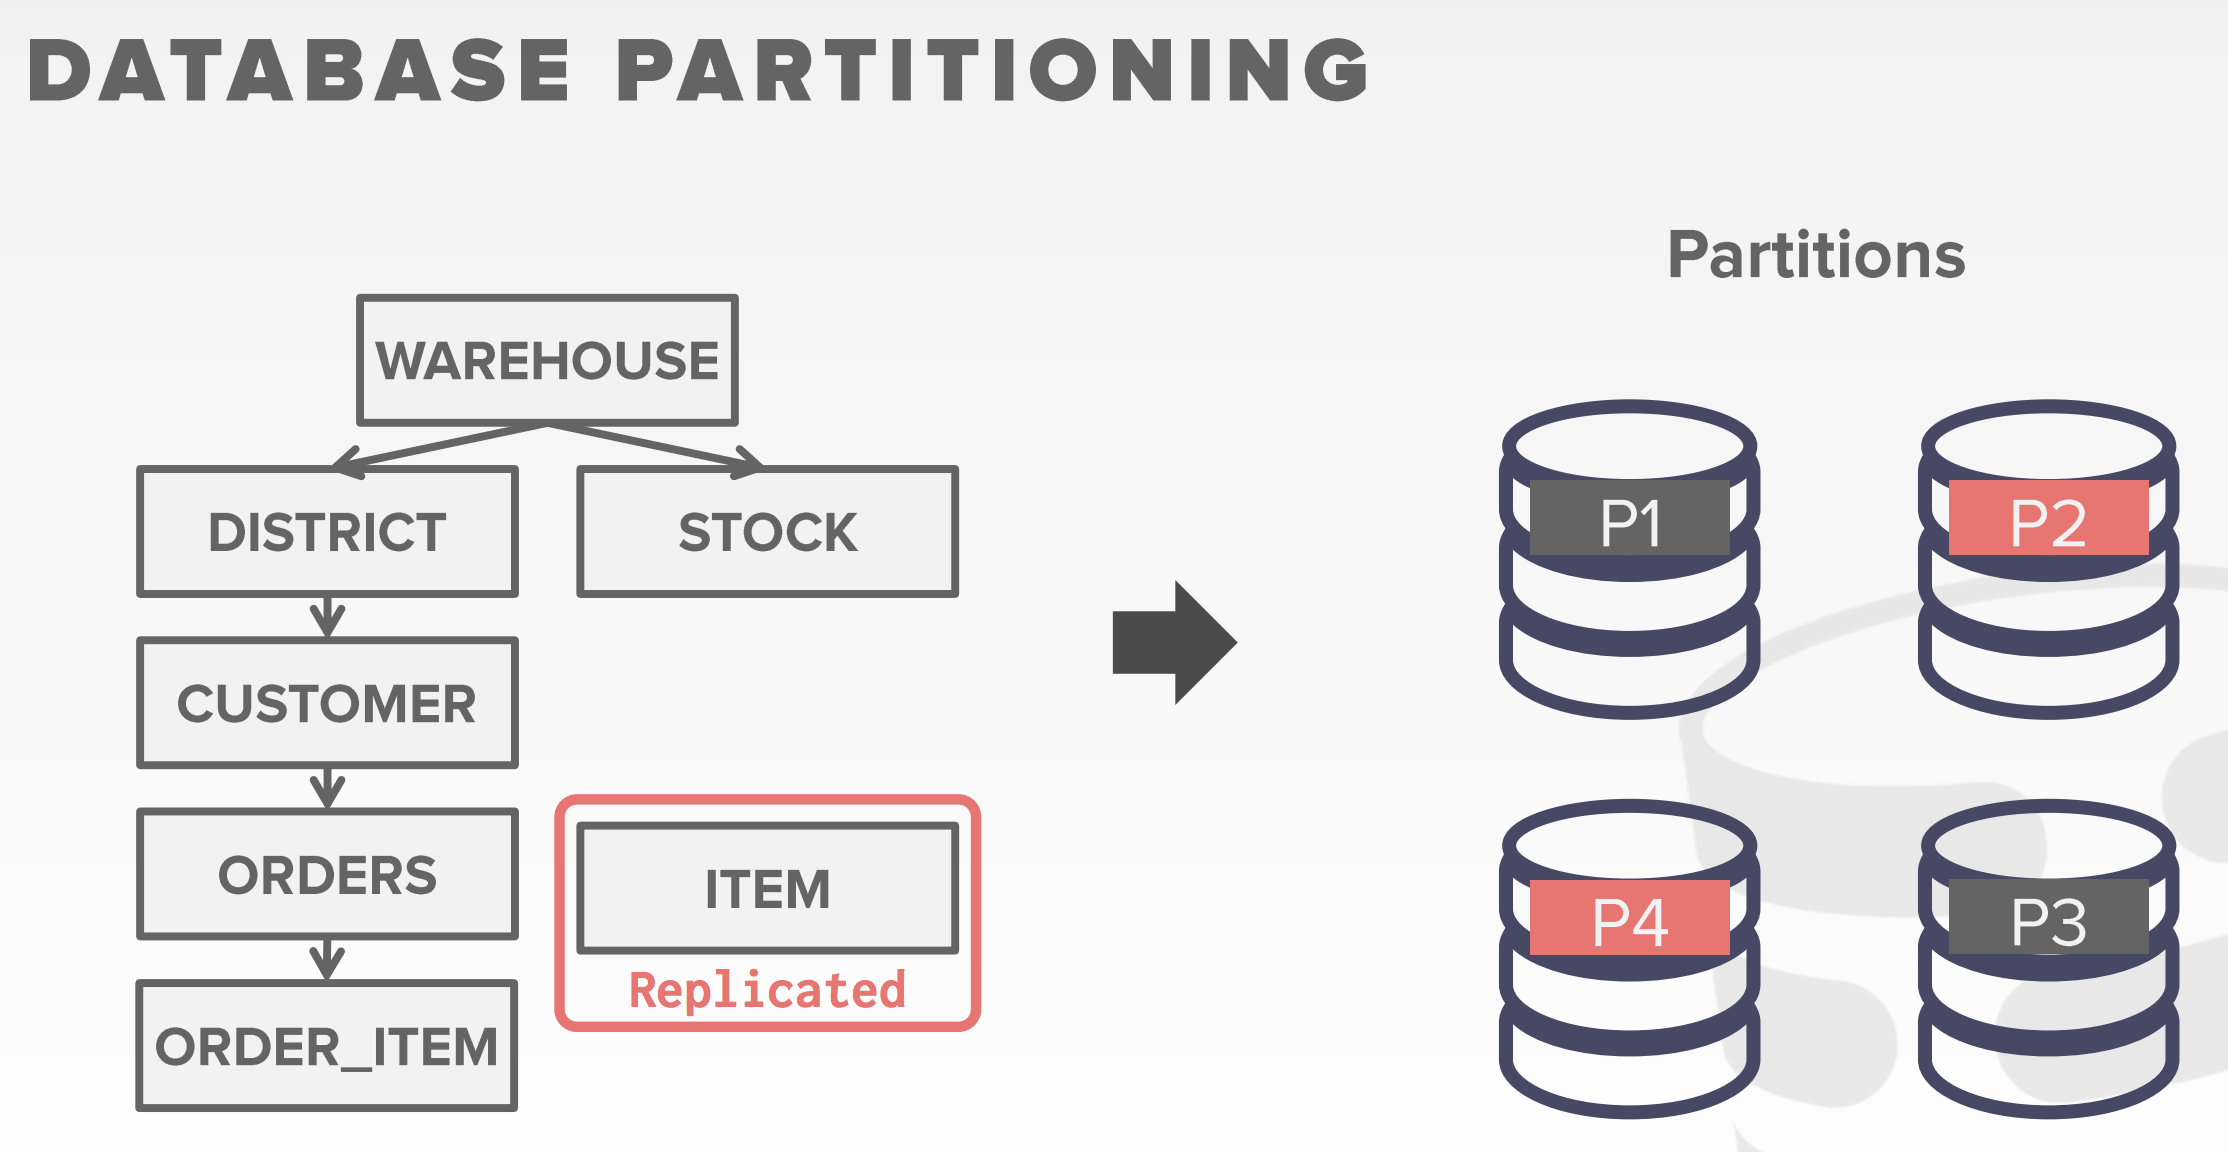 DATABASE PARTITIONING
Partitions
WAREHOUSE
DISTRICT
STOCK
CUSTOMER
ORDERS
ITEM
Replicated
ORDER_ITEM
P1
P2
P4
P3